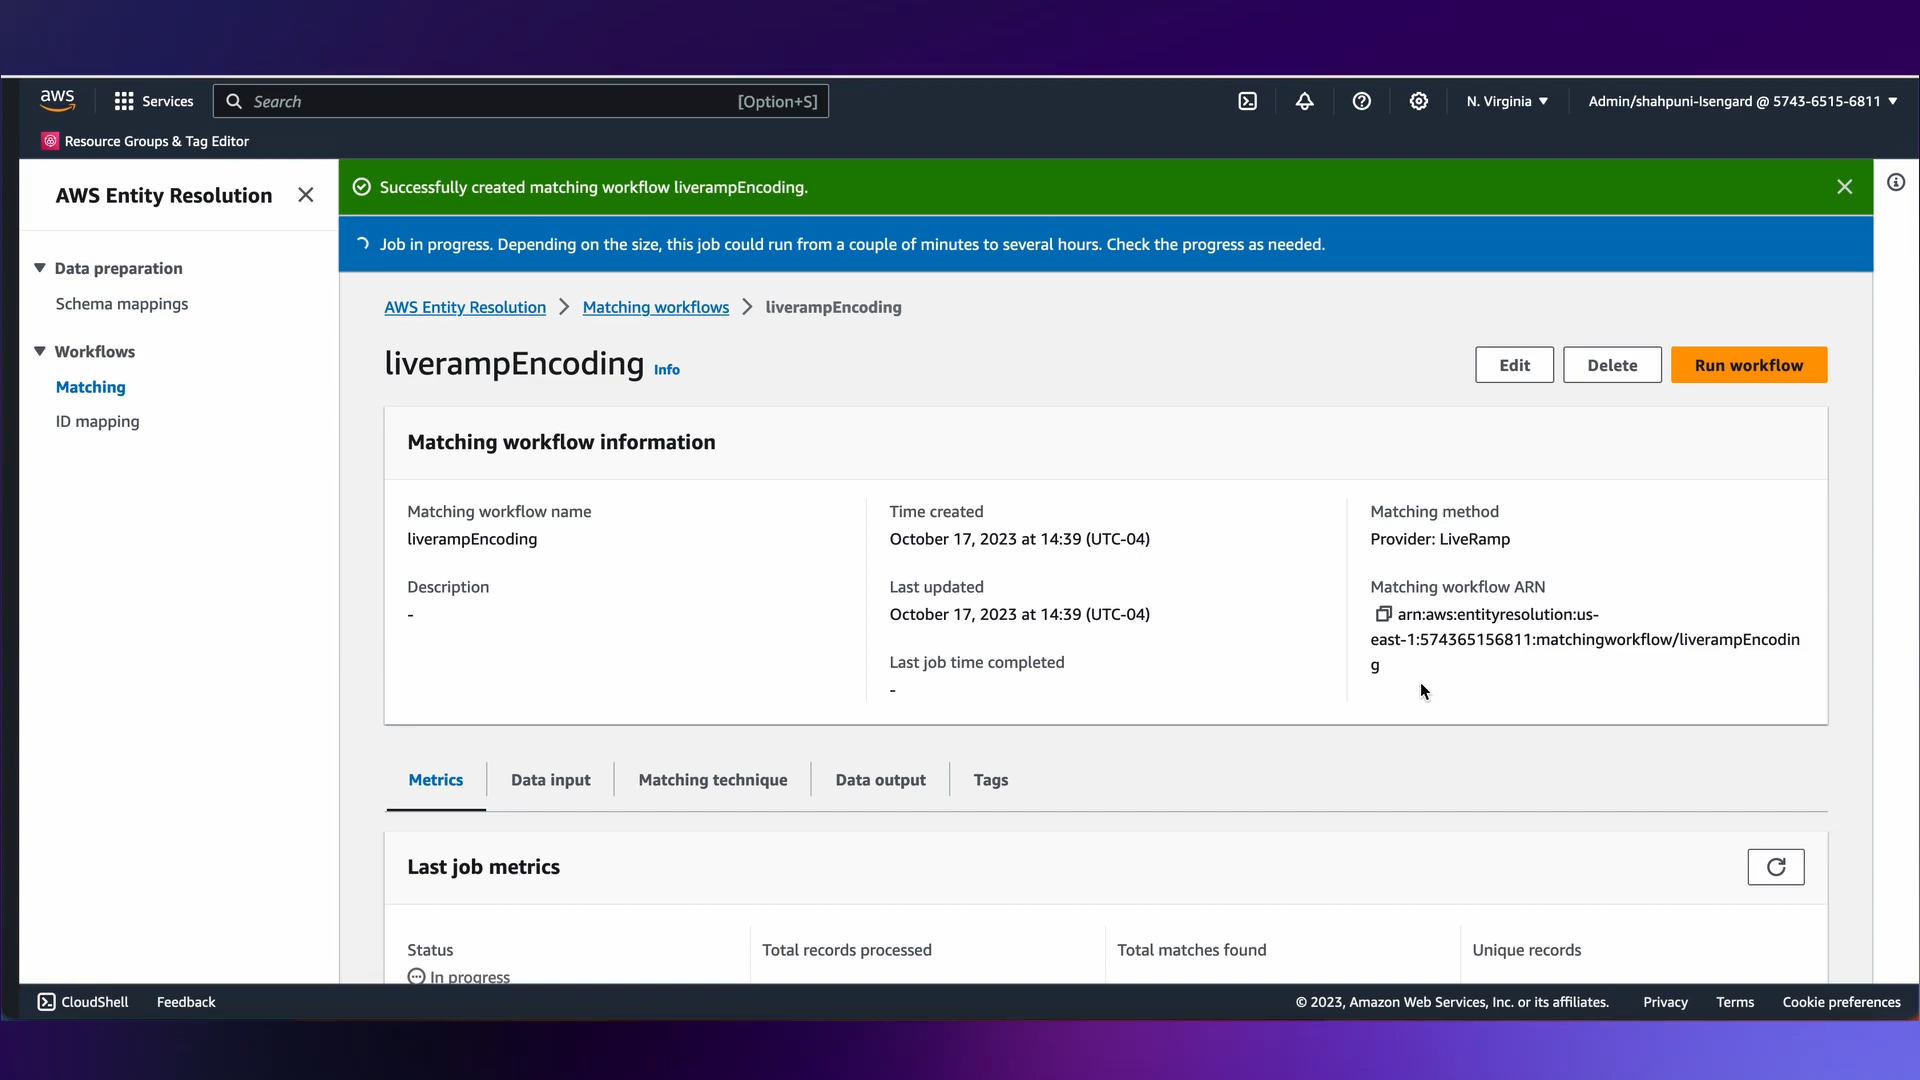 aws
Services
Search
[Option+S]
N. Virginia
Admin/shahpuni-Isengard @ 5743-6515-6811
Resource Groups & Tag Editor
AWS Entity Resolution
Data preparation
Schema mappings
Workflows
Matching
ID mapping
Successfully created matching workflow liverampEncoding.
Job in progress. Depending on the size, this job could run from a couple of minutes to several hours. Check the progress as needed.
AWS Entity Resolution
Matching workflows
liverampEncoding
liverampEncoding Info
Edit
Delete
Run workflow
Matching workflow information
Matching workflow name
liverampEncoding
Description
-
Time created
October 17, 2023 at 14:39 (UTC-04)
Last updated
October 17, 2023 at 14:39 (UTC-04)
Last job time completed
-
Matching method
Provider: LiveRamp
Matching workflow ARN
arn:aws:entityresolution:us-
east-1:574365156811:matchingworkflow/liverampEncodin
g
Metrics
Data input
Matching technique
Data output
Tags
Last job metrics
Status
In progress
Total records processed
Total matches found
Unique records
CloudShell
Feedback
© 2023, Amazon Web Services, Inc. or its affiliates.
Privacy
Terms
Cookie preferences